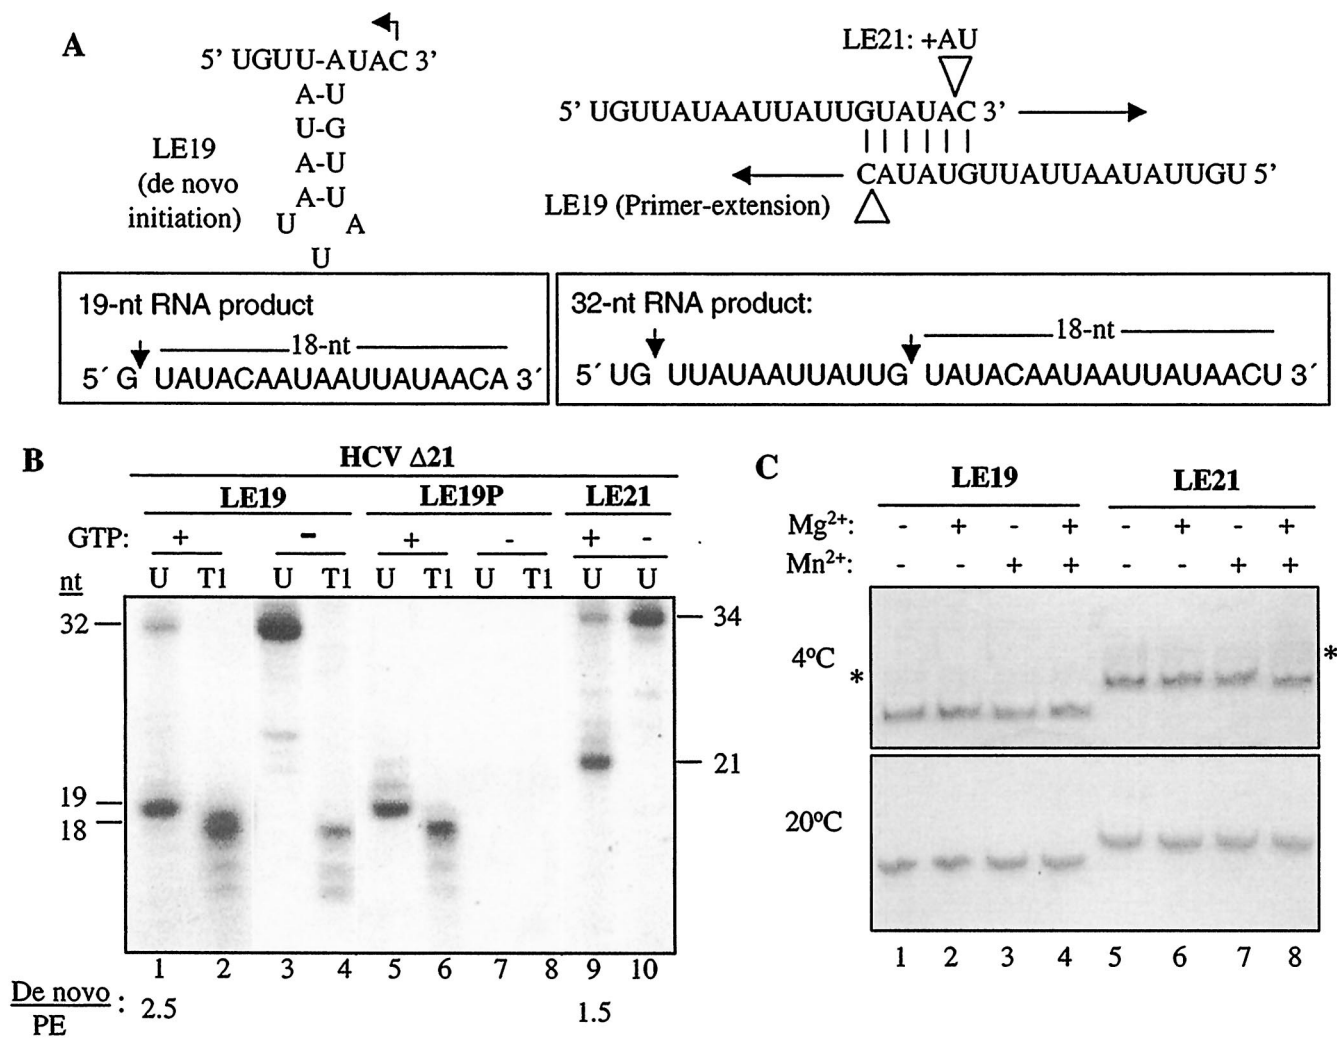 A
5’ UGUU-AUAC 3’
A-U
U-G
A-U
A-U
U A
U
LE19
(de novo
initiation)
LE21: +AU
5’ UGUUAUAAUUAUUGUAUAC 3’
CAUAUGUUAUUAAUAUUGU 5’
LE19 (Primer-extension)
19-nt RNA product
18-nt
5´ G UAUACAAUAAUUAUAACA 3´
32-nt RNA product:
18-nt
5´ UG UUAUAAUUAUUG UAUACAAUAAUUAUAACU 3´
B
HCV Δ21
LE19 LE19P LE21
GTP: + - + - + -
nt U T1 U T1 U T1 U T1 U U
32 34
21
19
18
1 2 3 4 5 6 7 8 9 10
De novo
PE
: 2.5 1.5
C
LE19 LE21
Mg²⁺: - + - + - + - +
Mn²⁺: - - + + - - + +
4ºC
* *
20ºC
1 2 3 4 5 6 7 8